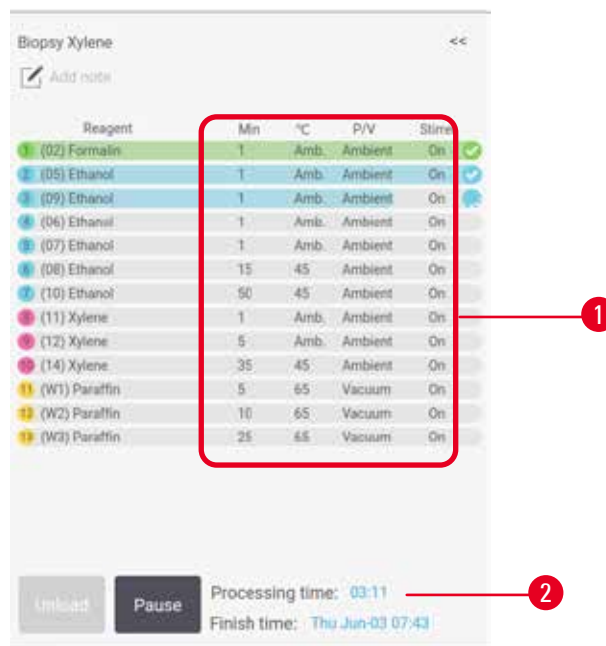 Biopsy Xylene <<
Add note
Reagent Min °C P/V Stirre
1 (02) Formalin 1 Amb. Ambient On
2 (05) Ethanol 1 Amb. Ambient On
3 (09) Ethanol 1 Amb. Ambient On
4 (06) Ethanol 1 Amb. Ambient On
5 (07) Ethanol 1 Amb. Ambient On
6 (08) Ethanol 15 45 Ambient On
7 (10) Ethanol 50 45 Ambient On
8 (11) Xylene 1 Amb. Ambient On
9 (12) Xylene 5 Amb. Ambient On
10 (14) Xylene 35 45 Ambient On
11 (W1) Paraffin 5 65 Vacuum On
12 (W2) Paraffin 10 65 Vacuum On
13 (W3) Paraffin 25 65 Vacuum On
1
Unload Pause Processing time: 03:11 2
Finish time: Thu Jun-03 07:43